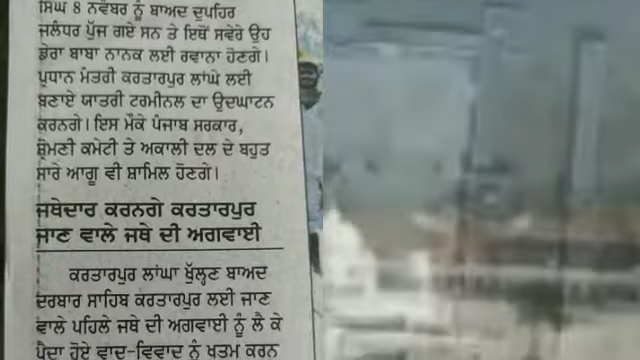 ਸਿੰਘ 8 ਨਵੰਬਰ ਨੂੰ ਬਾਅਦ ਦੁਪਹਿਰ
ਜਲੰਧਰ ਪੁੱਜ ਗਏ ਸਨ ਤੇ ਇਥੋਂ ਸਵੇਰੇ ਉਹ
ਡੇਰਾ ਬਾਬਾ ਨਾਨਕ ਲਈ ਰਵਾਨਾ ਹੋਣਗੇ।
ਪ੍ਰਧਾਨ ਮੰਤਰੀ ਕਰਤਾਰਪੁਰ ਲਾਂਘੇ ਲਈ
ਬਣਾਏ ਯਾਤਰੀ ਟਰਮੀਨਲ ਦਾ ਉਦਘਾਟਨ
ਕਰਨਗੇ। ਇਸ ਮੌਕੇ ਪੰਜਾਬ ਸਰਕਾਰ,
ਸ਼੍ਰੋਮਣੀ ਕਮੇਟੀ ਤੇ ਅਕਾਲੀ ਦਲ ਦੇ ਬਹੁਤ
ਸਾਰੇ ਆਗੂ ਵੀ ਸ਼ਾਮਿਲ ਹੋਣਗੇ।
ਜਥੇਦਾਰ ਕਰਨਗੇ ਕਰਤਾਰਪੁਰ
ਜਾਣ ਵਾਲੇ ਜਥੇ ਦੀ ਅਗਵਾਈ
ਕਰਤਾਰਪੁਰ ਲਾਂਘਾ ਖੁੱਲ੍ਹਣ ਬਾਅਦ
ਦਰਬਾਰ ਸਾਹਿਬ ਕਰਤਾਰਪੁਰ ਲਈ ਜਾਣ
ਵਾਲੇ ਪਹਿਲੇ ਜਥੇ ਦੀ ਅਗਵਾਈ ਨੂੰ ਲੈ ਕੇ
ਪੈਦਾ ਹੋਏ ਵਾਦ-ਵਿਵਾਦ ਨੂੰ ਖਤਮ ਕਰਨ